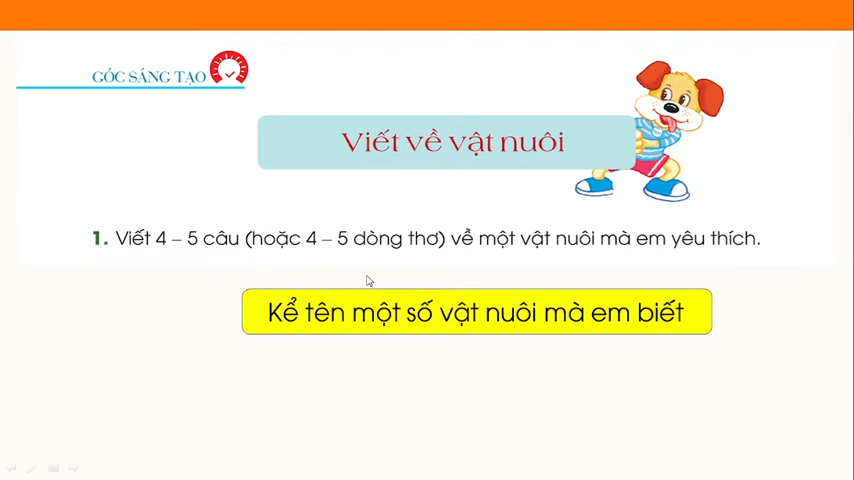 GÓC SÁNG TẠO
Viết về vật nuôi
1. Viết 4 – 5 câu (hoặc 4 – 5 dòng thơ) về một vật nuôi mà em yêu thích.
Kể tên một số vật nuôi mà em biết